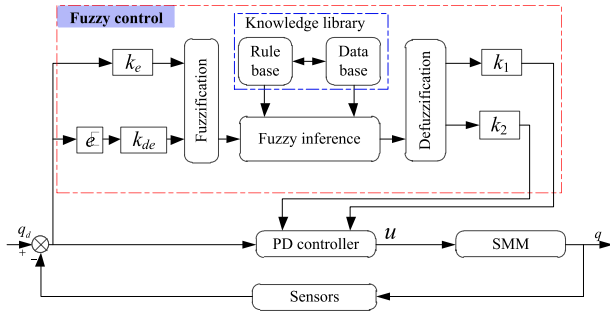 Fuzzy control
Knowledge library
Rule base
Data base
k_e
k_1
Fuzzification
Defuzzification
k_de
Fuzzy inference
k_2
q_d
+
−
PD controller
u
SMM
q
Sensors